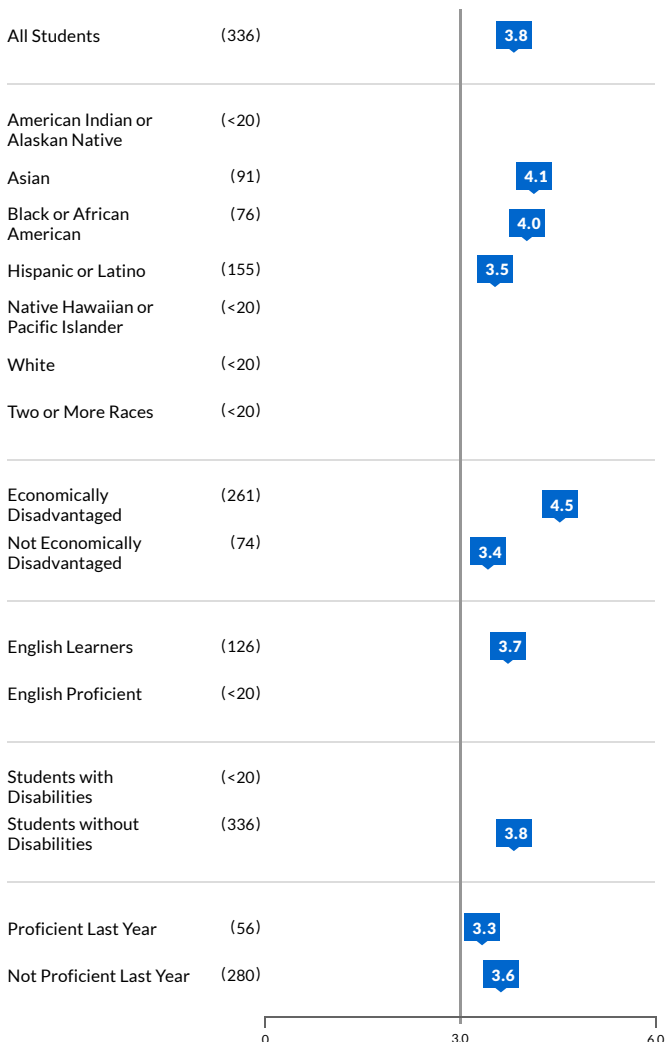 All Students (336) 3.8
American Indian or (<20)
Alaskan Native
Asian (91) 4.1
Black or African (76) 4.0
American
Hispanic or Latino (155) 3.5
Native Hawaiian or (<20)
Pacific Islander
White (<20)
Two or More Races (<20)
Economically (261) 4.5
Disadvantaged
Not Economically (74) 3.4
Disadvantaged
English Learners (126) 3.7
English Proficient (<20)
Students with (<20)
Disabilities
Students without (336) 3.8
Disabilities
Proficient Last Year (56) 3.3
Not Proficient Last Year (280) 3.6
0 3.0 6.0